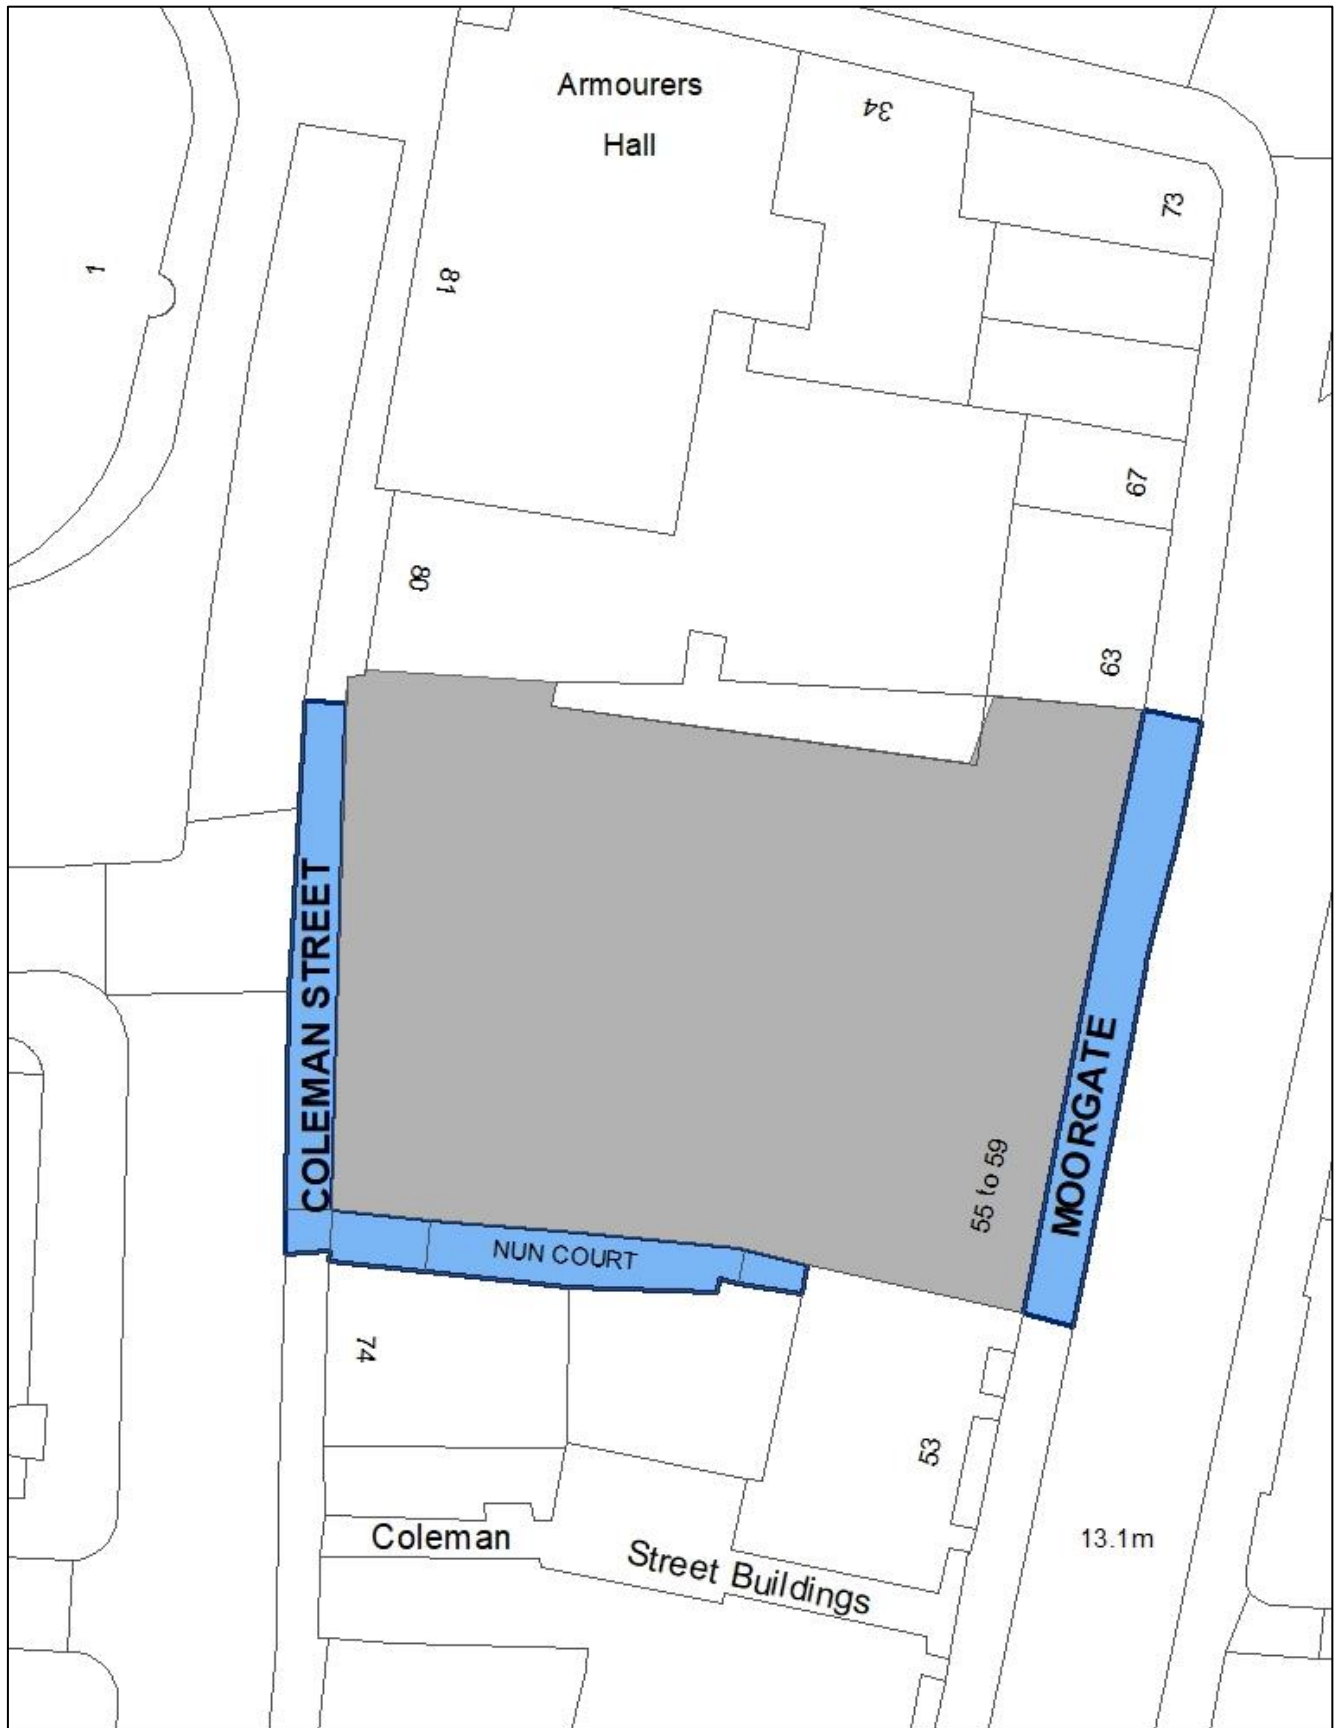 Armourers
Hall
34
73
1
81
67
80
63
COLEMAN STREET
MOORGATE
55 to 59
NUN COURT
74
53
Coleman
Street Buildings
13.1m